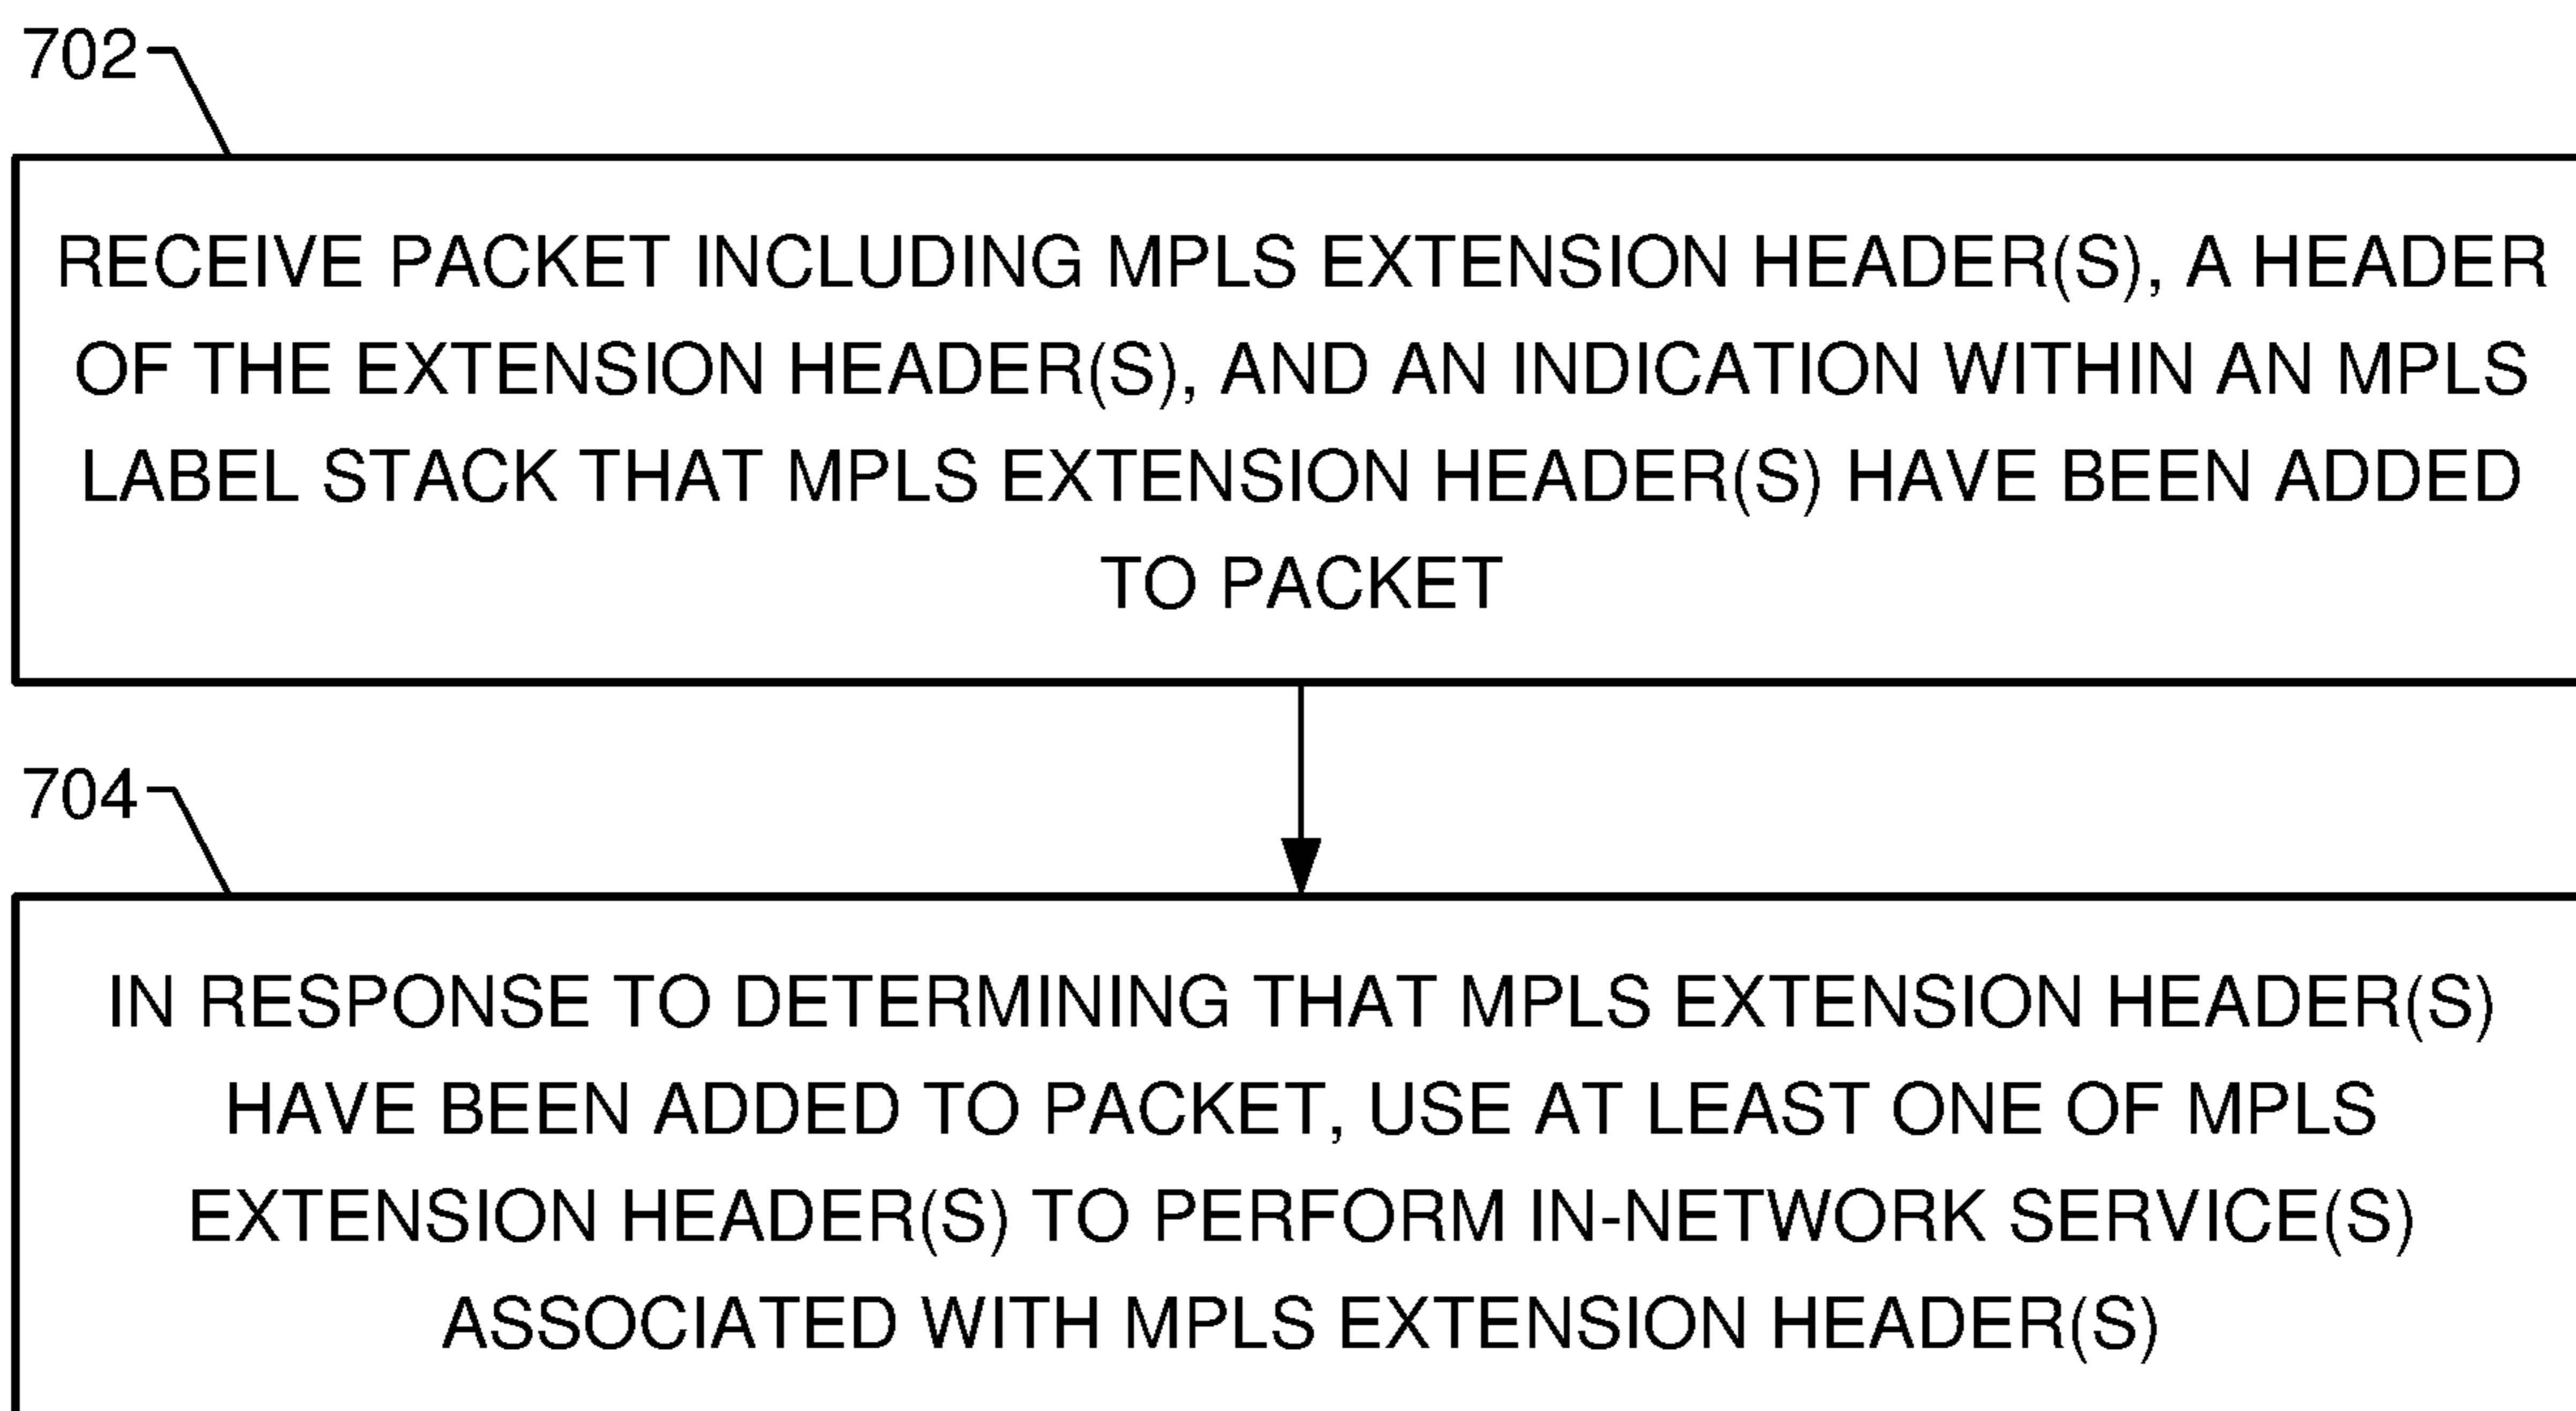 702
RECEIVE PACKET INCLUDING MPLS EXTENSION HEADER(S), A HEADER
OF THE EXTENSION HEADER(S), AND AN INDICATION WITHIN AN MPLS
LABEL STACK THAT MPLS EXTENSION HEADER(S) HAVE BEEN ADDED
TO PACKET
704
IN RESPONSE TO DETERMINING THAT MPLS EXTENSION HEADER(S)
HAVE BEEN ADDED TO PACKET, USE AT LEAST ONE OF MPLS
EXTENSION HEADER(S) TO PERFORM IN-NETWORK SERVICE(S)
ASSOCIATED WITH MPLS EXTENSION HEADER(S)